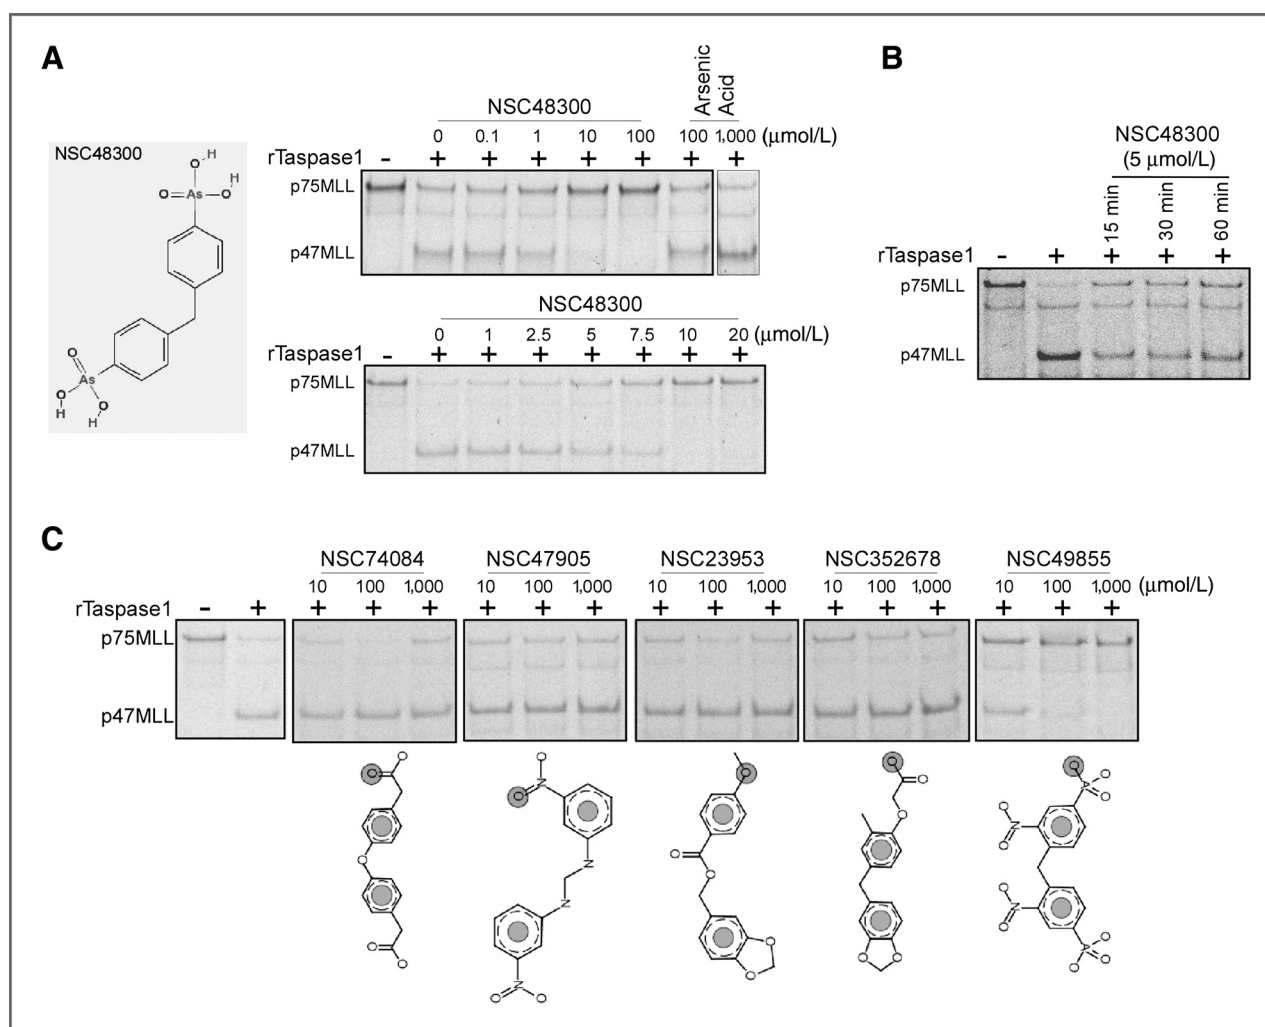 A
NSC48300
As
O
O
H
O
H
O
As
O
O
H
H
Arsenic
Acid
NSC48300
0 0.1 1 10 100 100 1,000 (μmol/L)
rTaspase1 – + + + + + + +
p75MLL
p47MLL
NSC48300
0 1 2.5 5 7.5 10 20 (μmol/L)
rTaspase1 – + + + + + + +
p75MLL
p47MLL
B
NSC48300
(5 μmol/L)
15 min 30 min 60 min
rTaspase1 – + + + +
p75MLL
p47MLL
C
NSC74084 NSC47905 NSC23953 NSC352678 NSC49855
10 100 1,000 10 100 1,000 10 100 1,000 10 100 1,000 10 100 1,000 (μmol/L)
rTaspase1 – + + + + + + + + + + + + + + + +
p75MLL
p47MLL